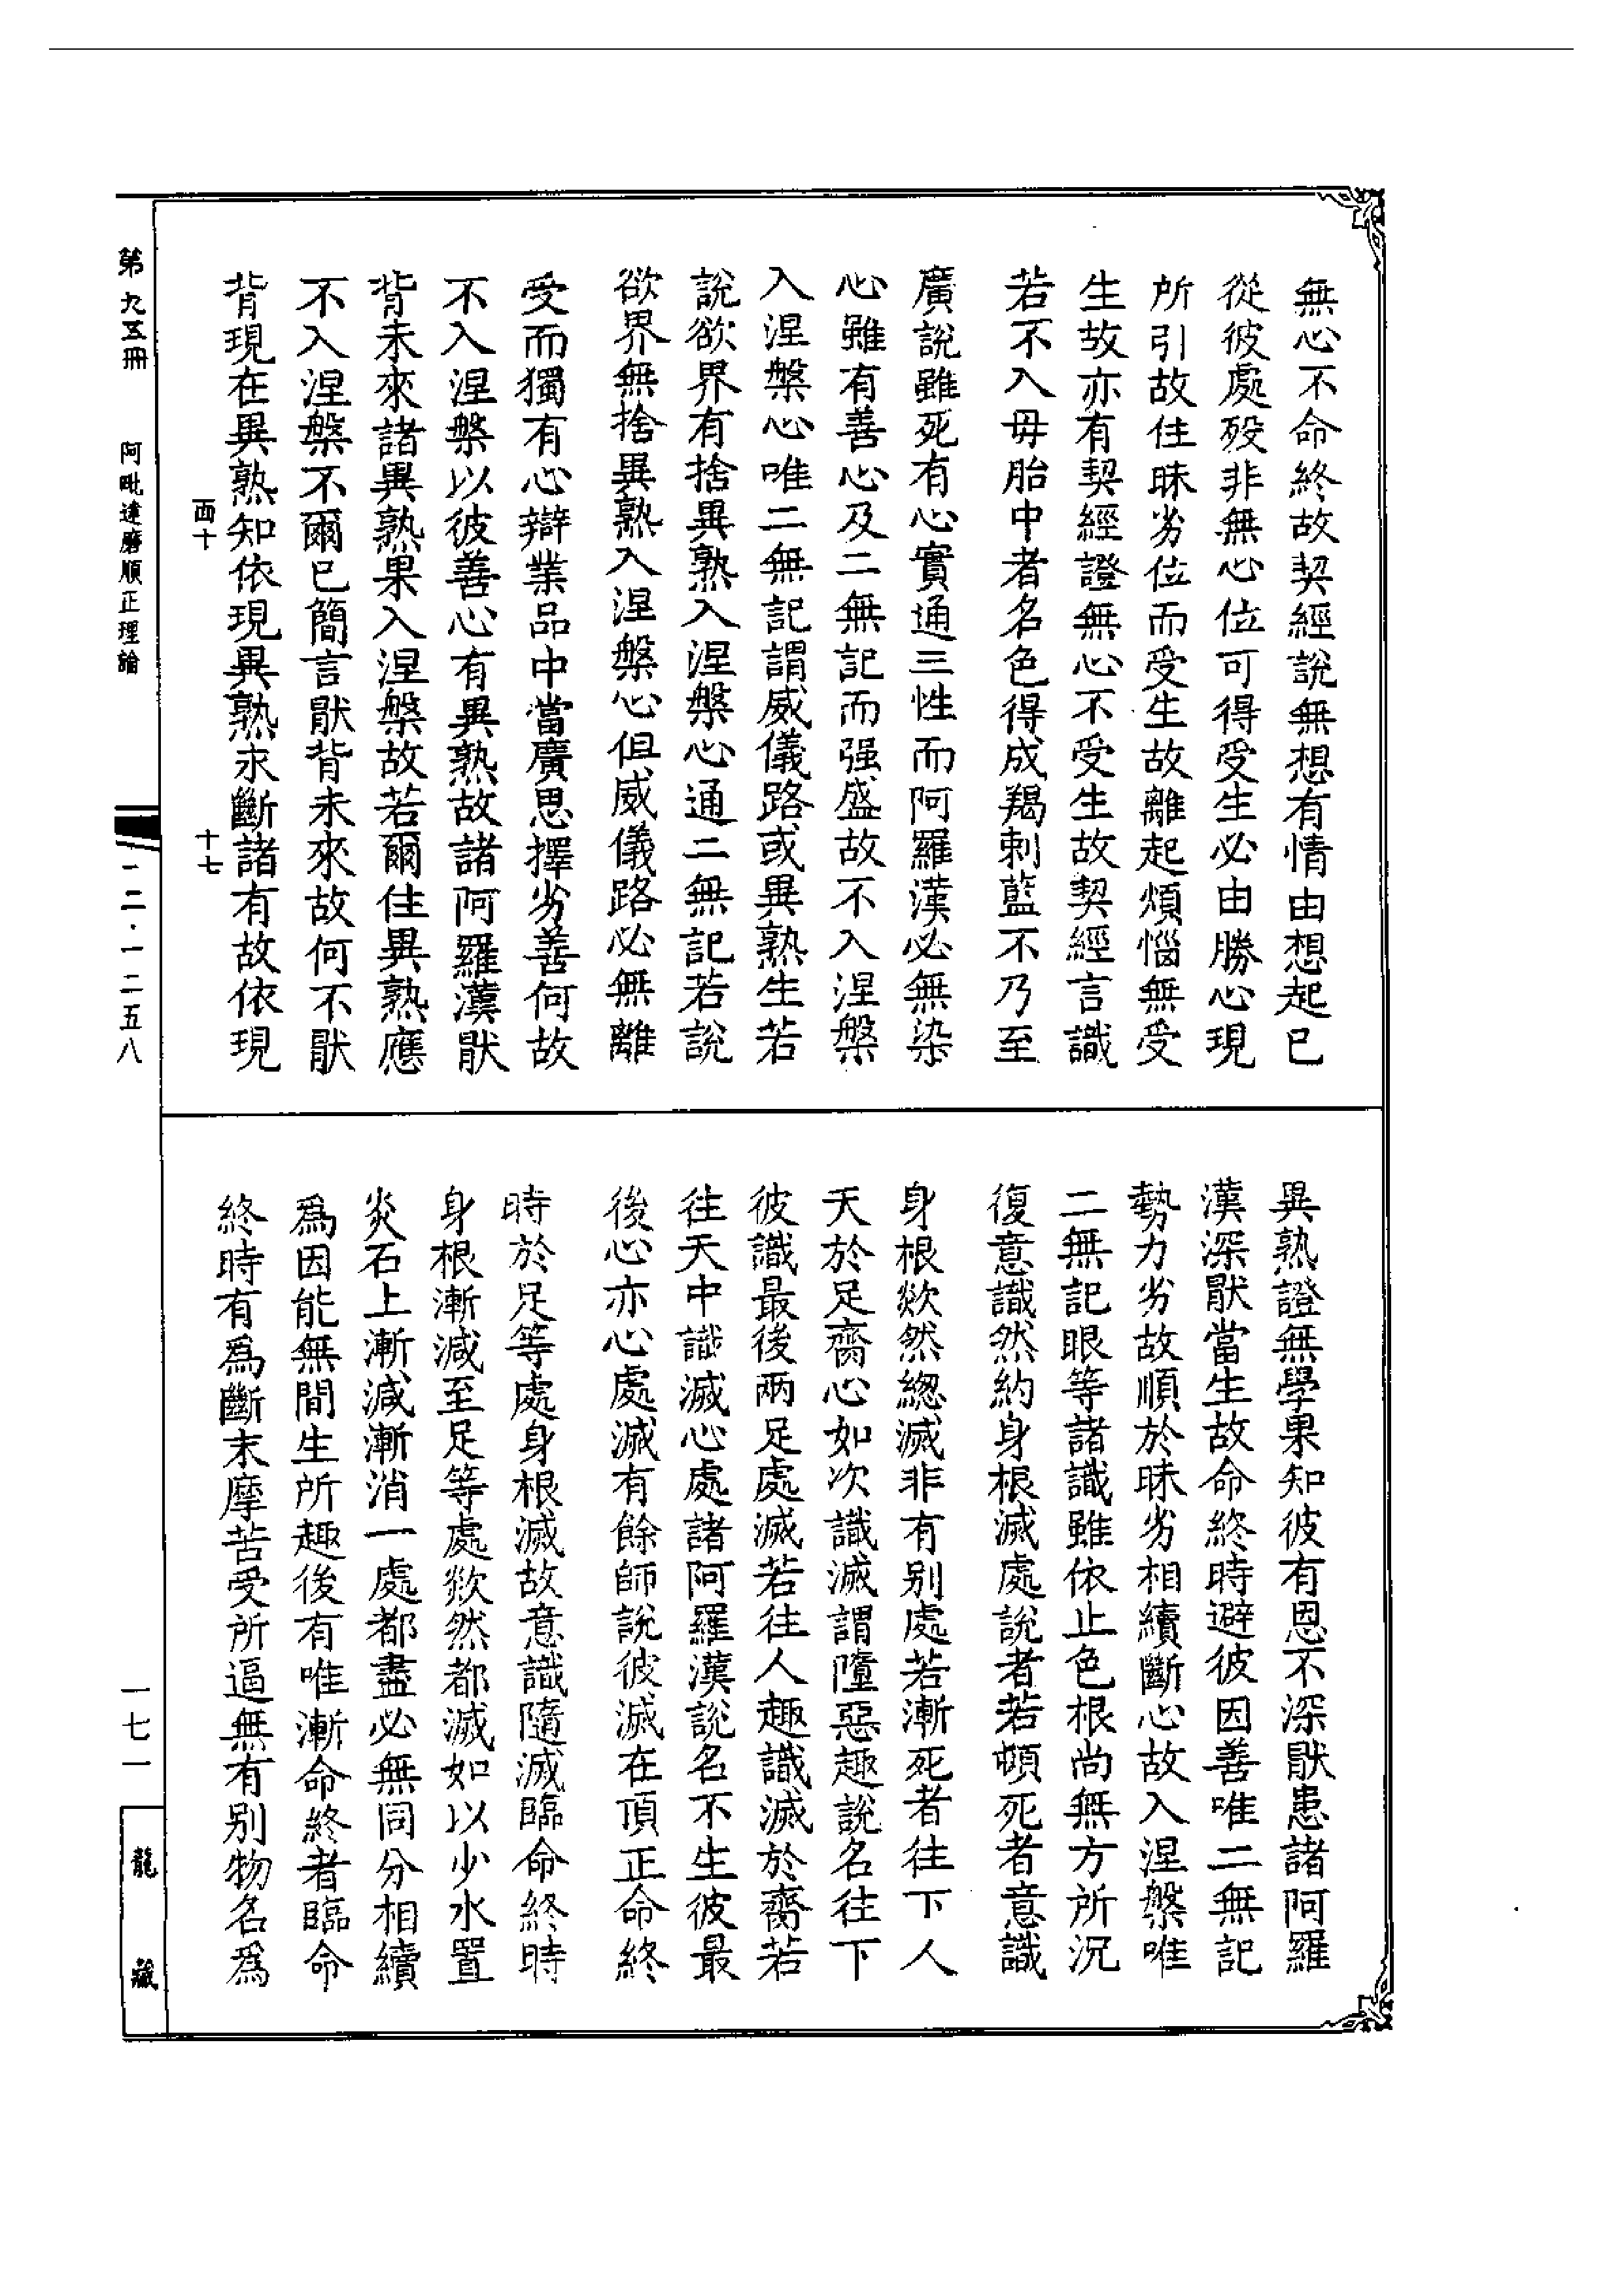 無心不命終故契經說無想有情由想起已
從彼處歿非無心位可得受生必由勝心現
所引故住昧劣位而受生故離起煩惱無受
生故亦有契經證無心不受生故契經言識
若不入毋胎中者名色得成羯剌藍不乃至
廣說雖死有心實通三性而阿羅漢必無染
心雖有善心及二無記而强盛故不入涅槃
入涅槃心唯二無記謂威儀路或異熟生若
說欲界有捨異熟入涅槃心通二無記若說
欲界無捨異熟入涅槃心但威儀路必無離
受而獨有心辯業品中當廣思擇劣善何故
不入涅槃以彼善心有異熟故諸阿羅漢猒
背未來諸異熟果入涅槃故若爾住異熟應
不入涅槃不爾已簡言猒背未來故何不猒
背現在異熟知依現異熟永斷諸有故依現
異熟證無學果知彼有恩不深猒患諸阿羅
漢深猒當生故命終時避彼因善唯二無記
勢力劣故順於昧劣相續斷心故入涅槃唯
二無記眼等諸識雖依止色根尚無方所況
復意識然約身根滅處說者若頓死者意識
身根歘然緫滅非有别處若漸死者往下人
天於足齎心如次識滅謂墮惡趣說名往下
彼識最後兩足處滅若往人趣識滅於齎若
往天中識滅心處諸阿羅漢說名不生彼最
後心亦心處滅有餘師說彼滅在頂正命終
時於足等處身根滅故意識隨滅臨命終時
身根漸減至足等處歘然都滅如以少水置
炎石上漸減漸消一處都盡必無同分相續
爲因能無間生所趣後有唯漸命終者臨命
終時有爲斷末摩苦受所逼無有别物名爲
西十
十七
第九五冊
阿毗達磨順正理論
一二·一二五八
一七一
龍藏